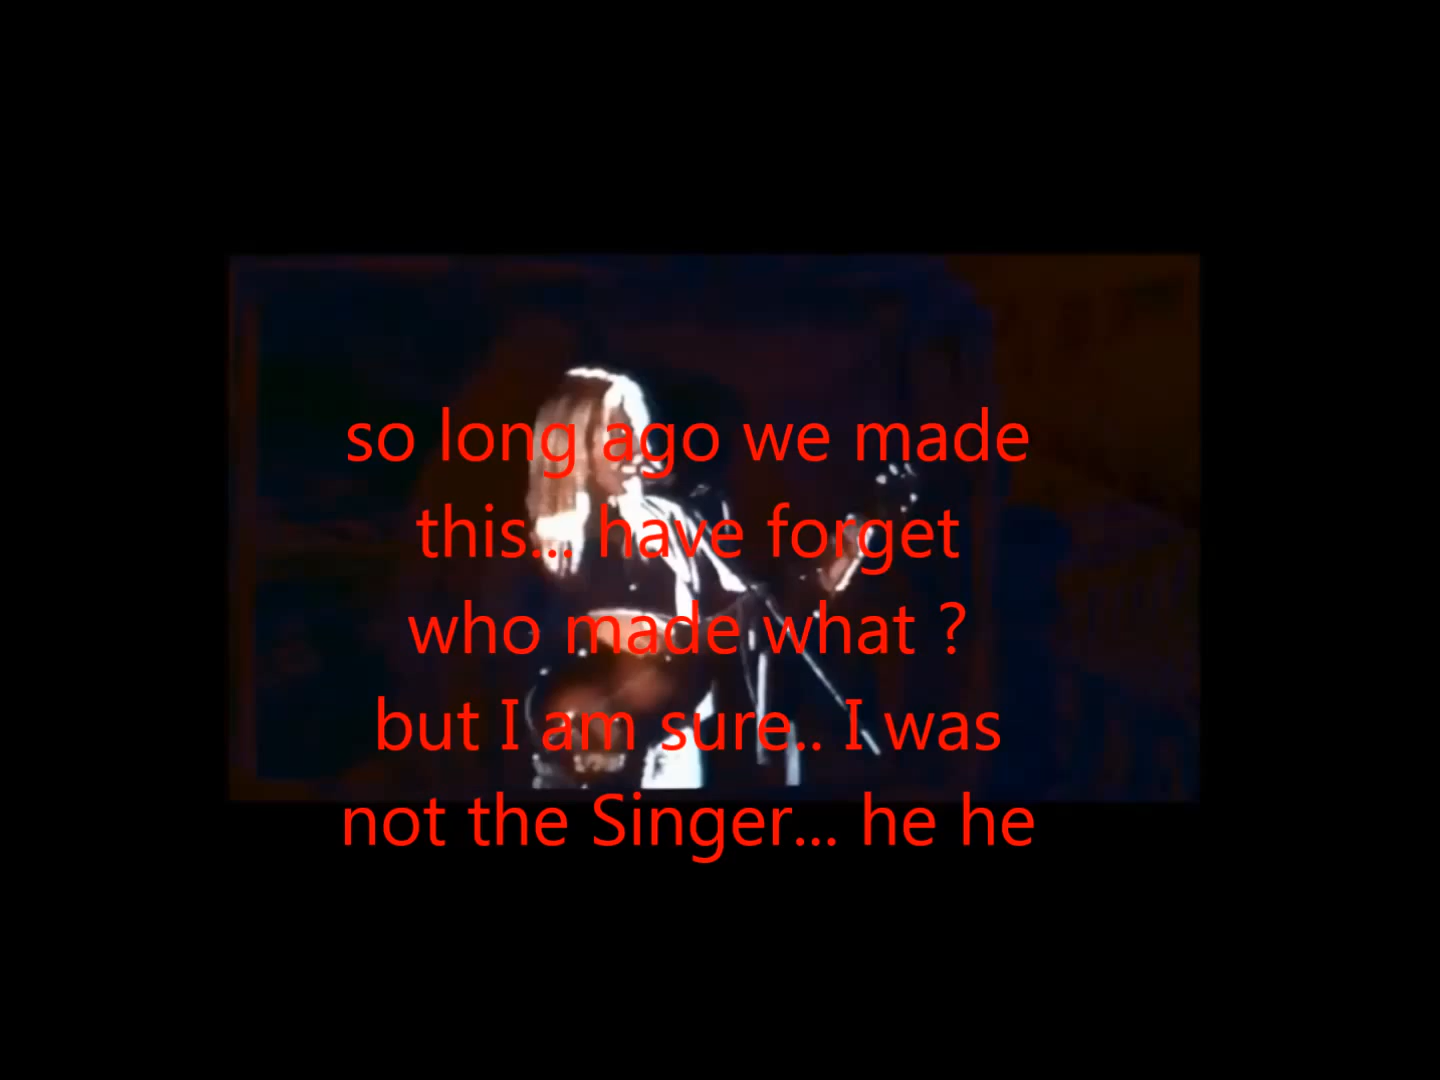 so long ago we made
this... have forget
who made what ?
but I am sure.. I was
not the Singer... he he